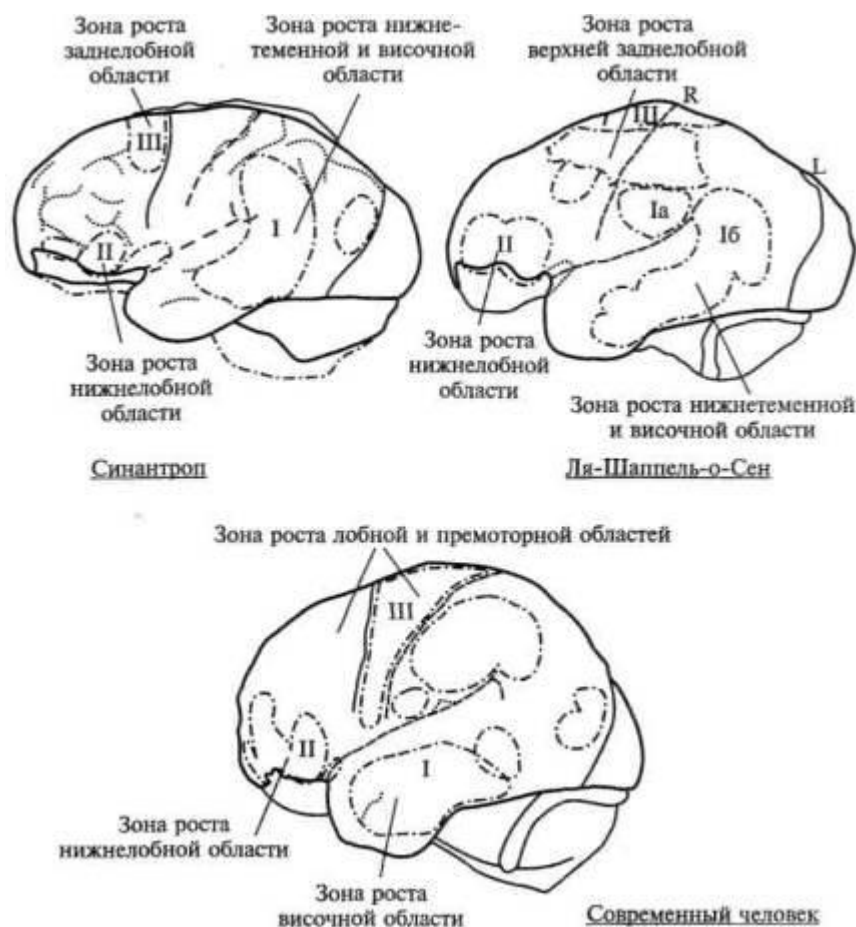 Зона роста
заднелобной
области
Зона роста нижне-
теменной и височной
области
III
I
II
Зона роста
нижнелобной
области
Синантроп
Зона роста
верхней заднелобной
области
R
III
L
Iа
Iб
II
Зона роста
нижнелобной
области
Зона роста нижнетеменной
и височной области
Ля-Шаппель-о-Сен
Зона роста лобной и премоторной областей
III
II
I
Зона роста
нижнелобной области
Зона роста
височной области
Современный человек